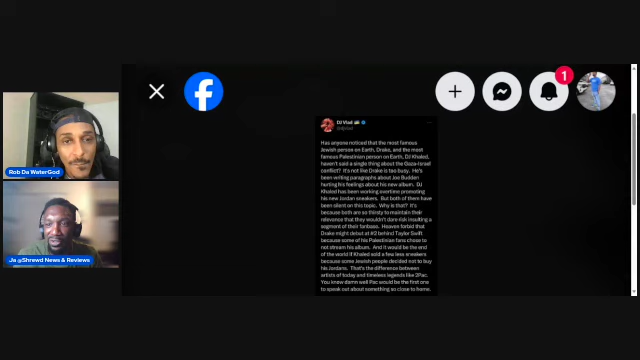 1
DJ Vlad
@djvlad
Has anyone noticed that the most famous
Jewish person on Earth, Drake, and the most
famous Palestinian person on Earth, DJ Khaled,
haven't said a single thing about the Gaza-Israel
conflict? It's not like Drake is too busy.
He's been writing paragraphs about Joe Budden
hurting his feelings about his new album. DJ
Khaled has been working overtime promoting
his new Jordan sneakers. But both of them have
been silent on this topic. Why is that? It's
because both are so thirsty to maintain their
relevance that they wouldn't dare risk insulting a
segment of their fanbase. Heaven forbid that
Drake might debut at #2 behind Taylor Swift
because some of his Palestinian fans chose to
not stream his album. And it would be the end
of the world if Khaled sold a few less sneakers
because some Jewish people decided not to buy
his Jordans. That's the difference between
artists of today and timeless legends like 2Pac.
You know damn well Pac would be the first one
to speak out about something so close to home.
Rob Da WaterGod
Ja @Shrewd News & Reviews